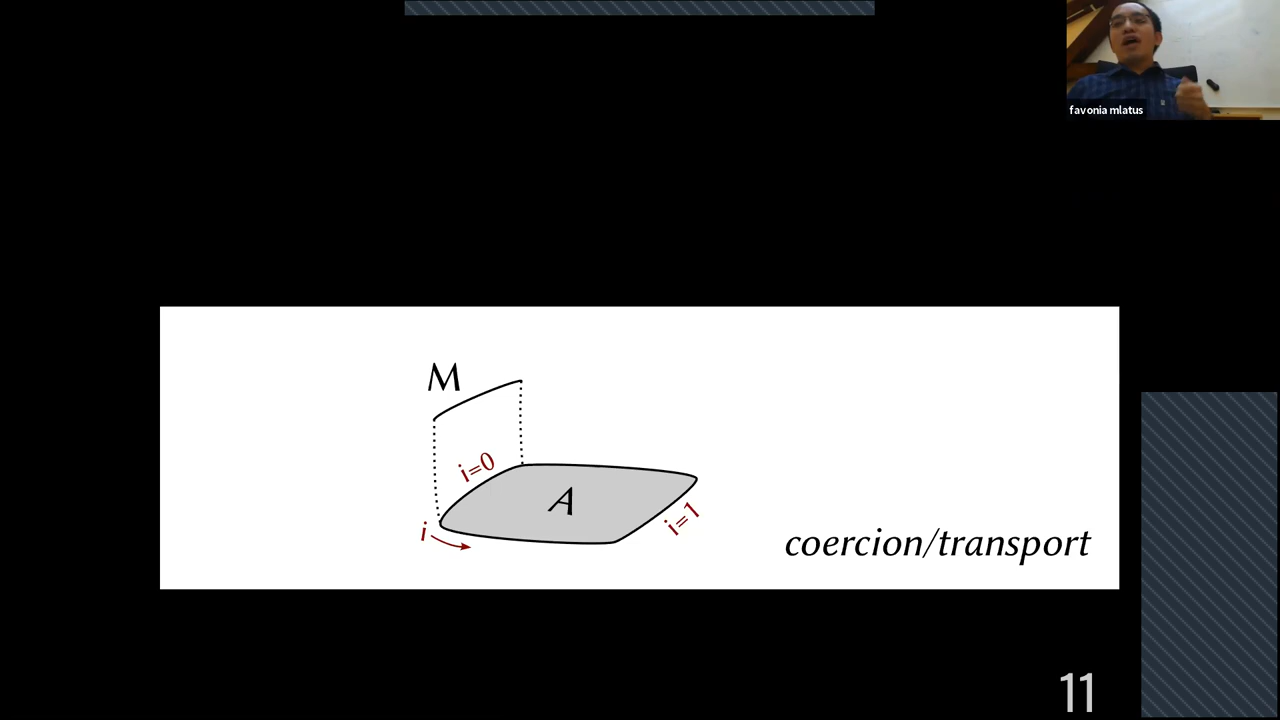 favonia mlatus
M
i=0
A
i
i=1
coercion/transport
11